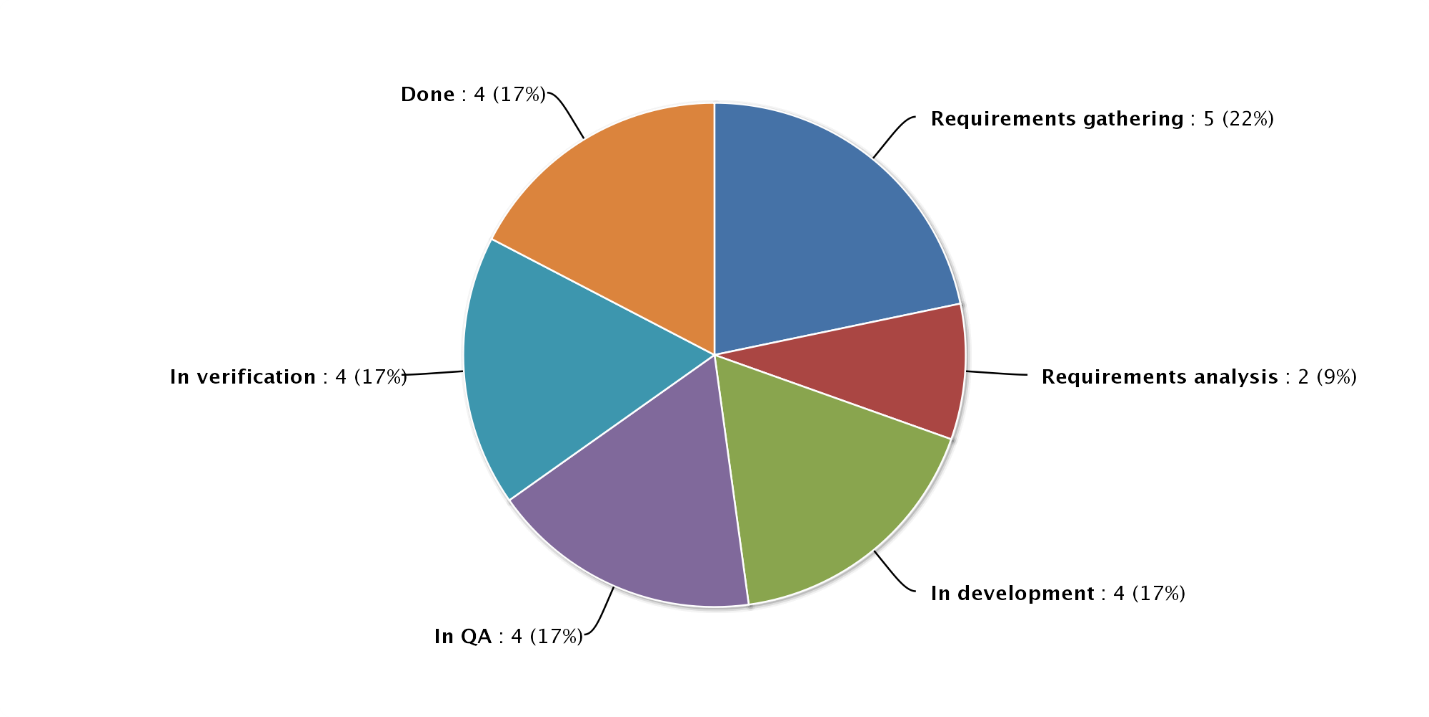 Done : 4 (17%)
Requirements gathering : 5 (22%)
In verification : 4 (17%)
Requirements analysis : 2 (9%)
In development : 4 (17%)
In QA : 4 (17%)